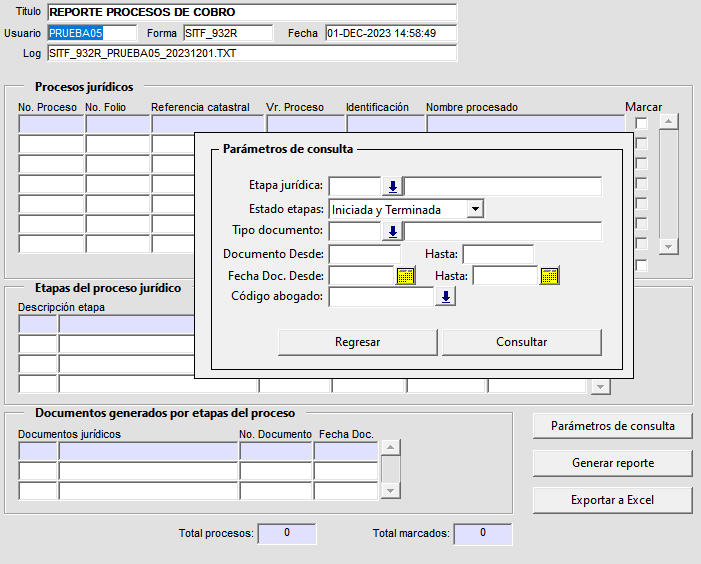 Titulo REPORTE PROCESOS DE COBRO
Usuario PRUEBA05 Forma SITF_932R Fecha 01-DEC-2023 14:58:49
Log SITF_932R_PRUEBA05_20231201.TXT
Procesos jurídicos
No. Proceso No. Folio Referencia catastral Vr. Proceso Identificación Nombre procesado Marcar
Parámetros de consulta
Etapa jurídica:
Estado etapas: Iniciada y Terminada
Tipo documento:
Documento Desde: Hasta:
Fecha Doc. Desde: Hasta:
Código abogado:
Regresar Consultar
Etapas del proceso jurídico
Descripción etapa
Documentos generados por etapas del proceso
Documentos jurídicos No. Documento Fecha Doc.
Parámetros de consulta
Generar reporte
Exportar a Excel
Total procesos: 0 Total marcados: 0